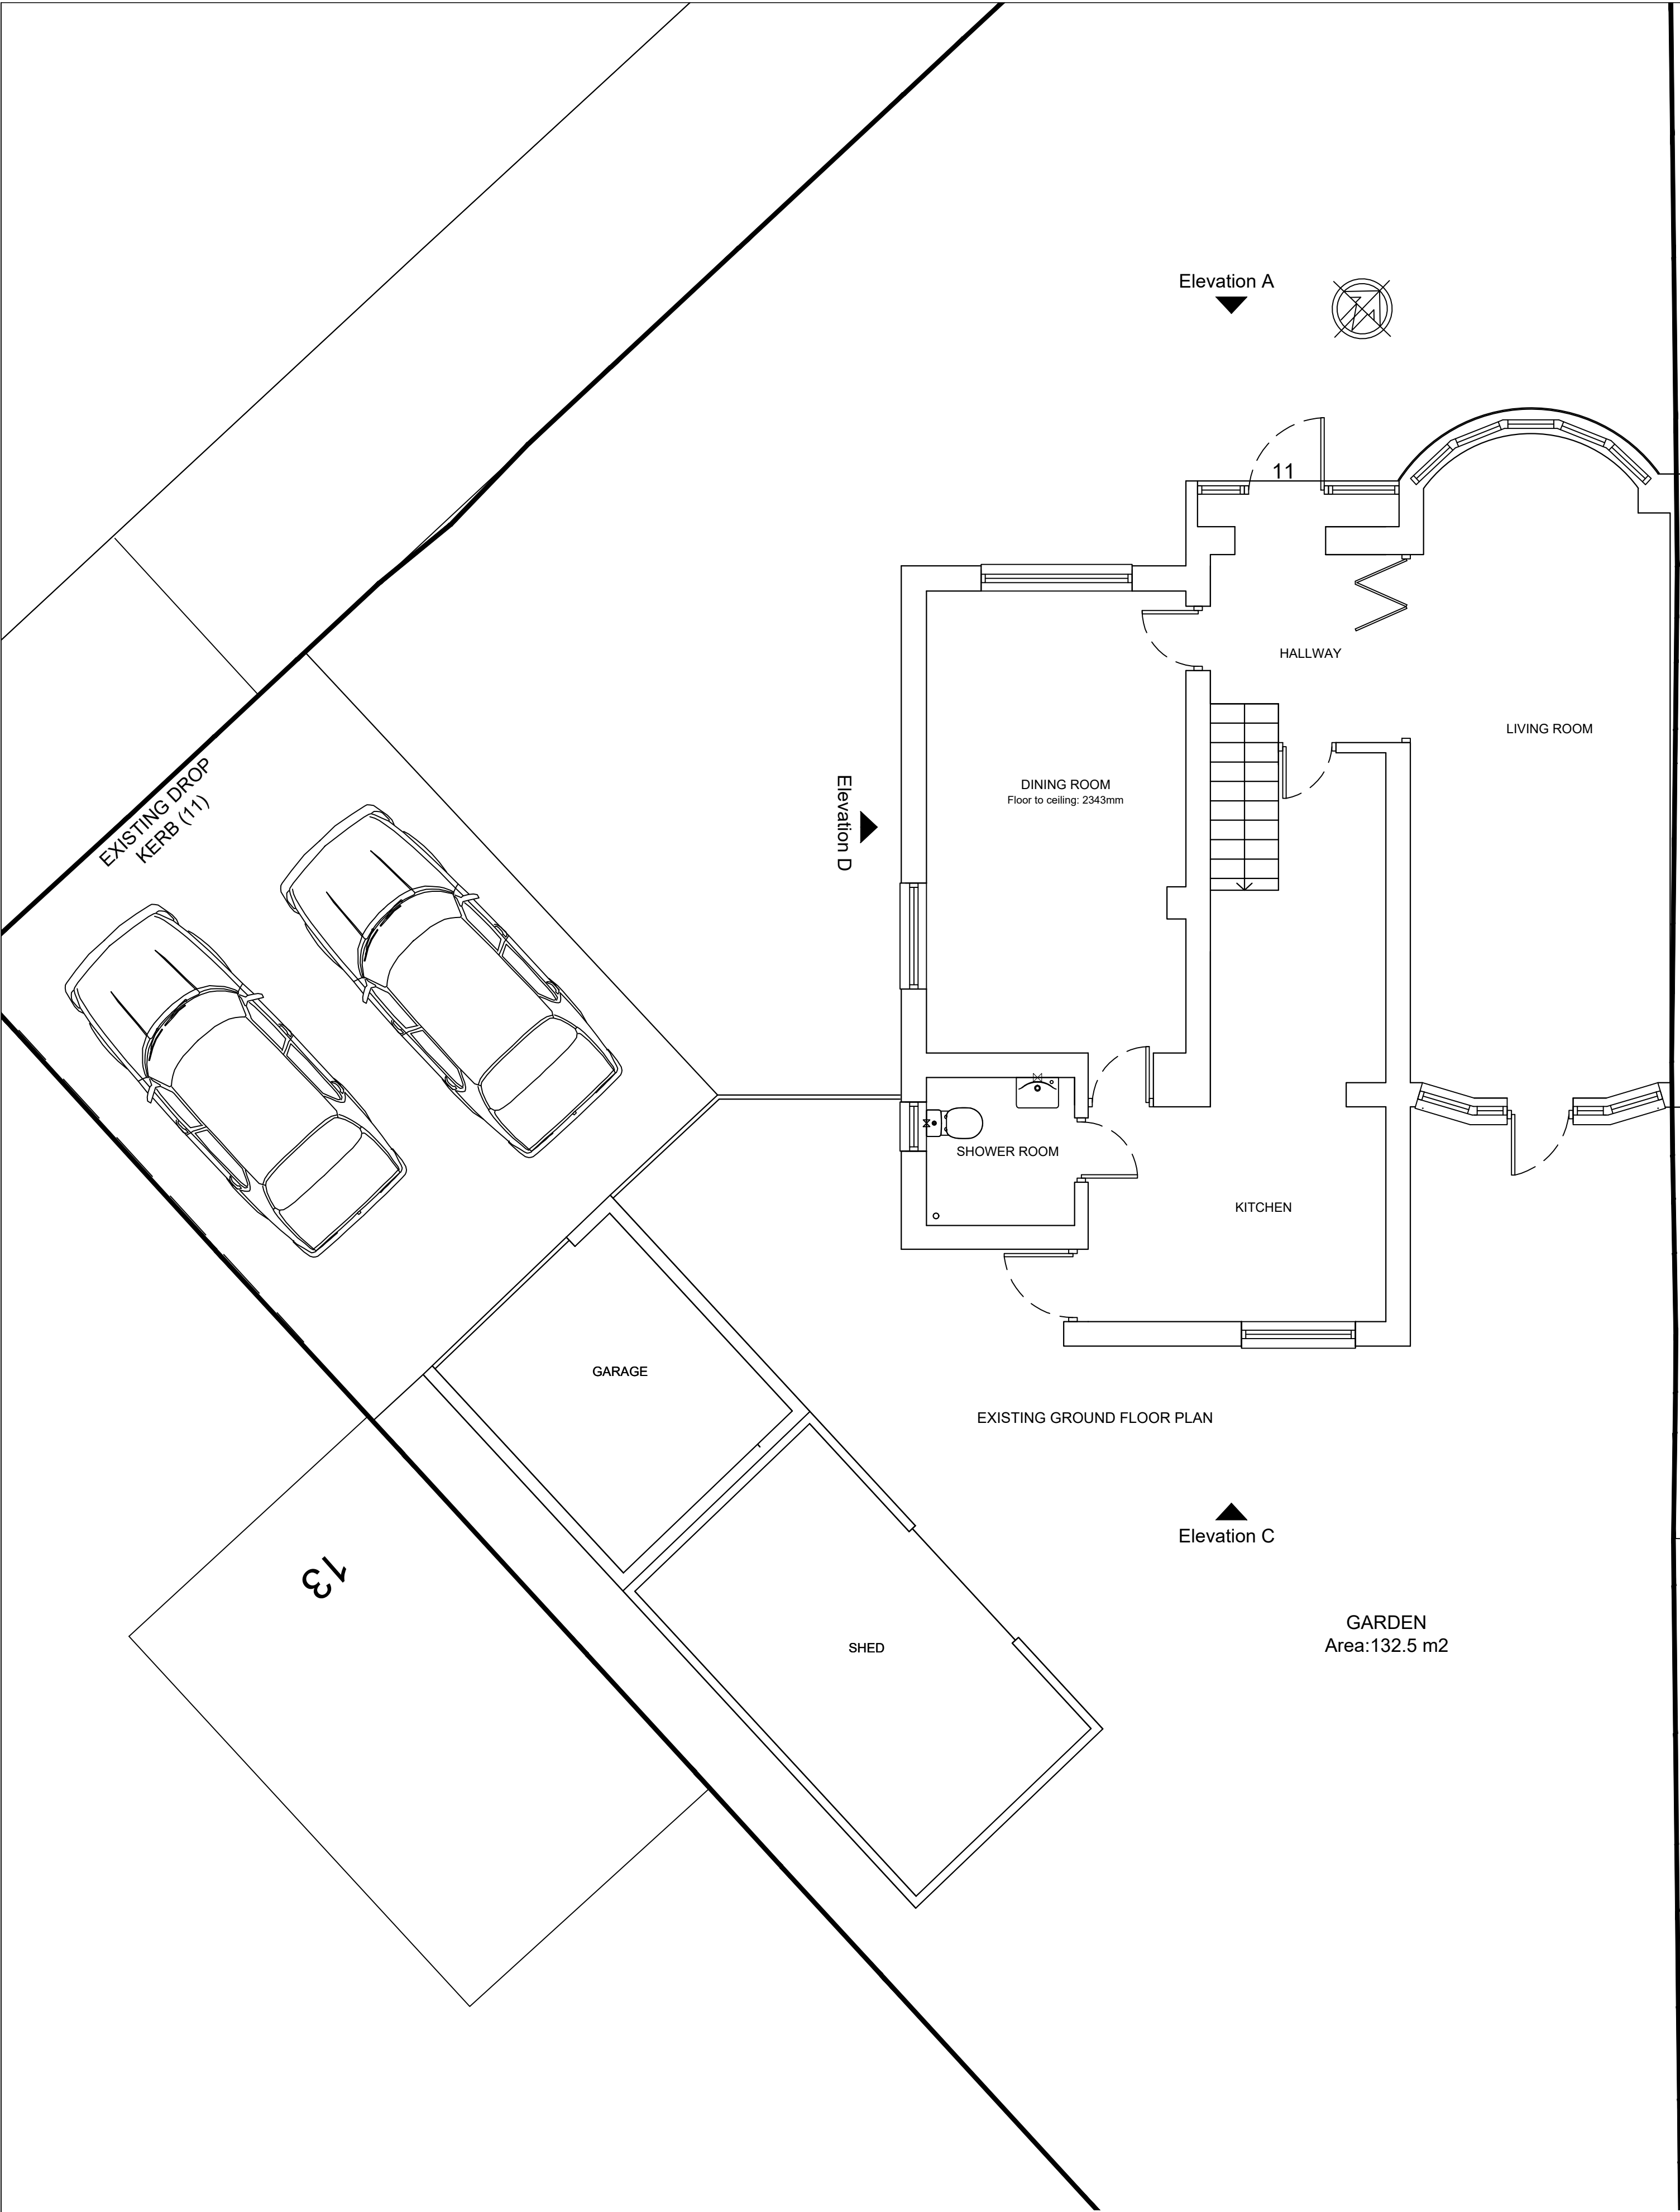 Elevation A
11
HALLWAY
LIVING ROOM
EXISTING DROP
KERB (11)
DINING ROOM
Floor to ceiling: 2343mm
Elevation D
SHOWER ROOM
KITCHEN
GARAGE
EXISTING GROUND FLOOR PLAN
Elevation C
13
GARDEN
Area:132.5 m2
SHED